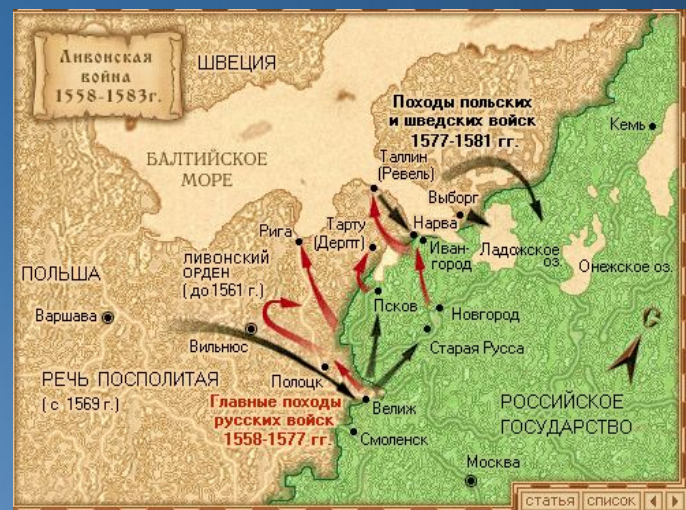 Ливонская
война
1558-1583г.
ШВЕЦИЯ
Походы польских
и шведских войск
1577-1581 гг.
Кемь
БАЛТИЙСКОЕ
МОРЕ
Таллин
(Ревель)
Выборг
Рига
Тарту
(Дерпт)
Нарва
Иван-
город
Ладожское
оз.
Онежское оз.
ЛИВОНСКИЙ
ОРДЕН
(до 1561 г.)
ПОЛЬША
Варшава
Псков
Новгород
С
Вильнюс
Старая Русса
Полоцк
РЕЧЬ ПОСПОЛИТАЯ
(с 1569 г.)
Главные походы
русских войск
1558-1577 гг.
Велиж
Смоленск
РОССИЙСКОЕ
ГОСУДАРСТВО
Москва
статья список